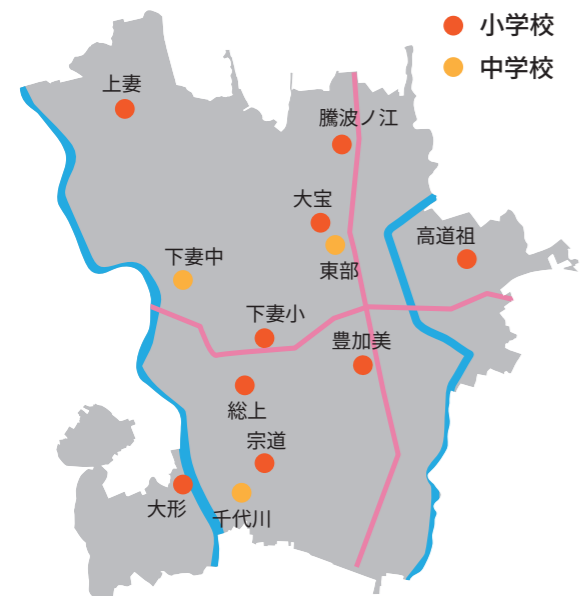 小学校
中学校
上妻
騰波ノ江
大宝
高道祖
東部
下妻中
下妻小
豊加美
総上
宗道
大形
千代川